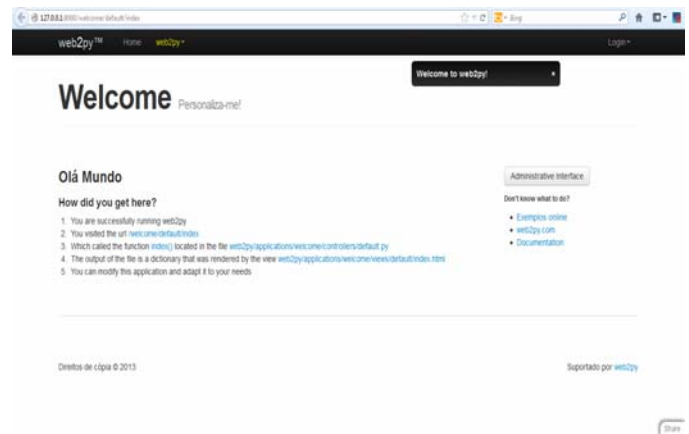 127.0.0.1:8000/welcome/default/index
Bing
web2py™ Home web2py Login
Welcome to web2py! ×
Welcome Personaliza-me!
Olá Mundo
How did you get here?
1. You are successfully running web2py
2. You visited the url /welcome/default/index
3. Which called the function index() located in the file web2py/applications/welcome/controllers/default.py
4. The output of the file is a dictionary that was rendered by the view web2py/applications/welcome/views/default/index.html
5. You can modify this application and adapt it to your needs
Administrative Interface
Don't know what to do?
Exemplos online
web2py.com
Documentation
Direitos de cópia © 2013
Suportado por web2py
Share